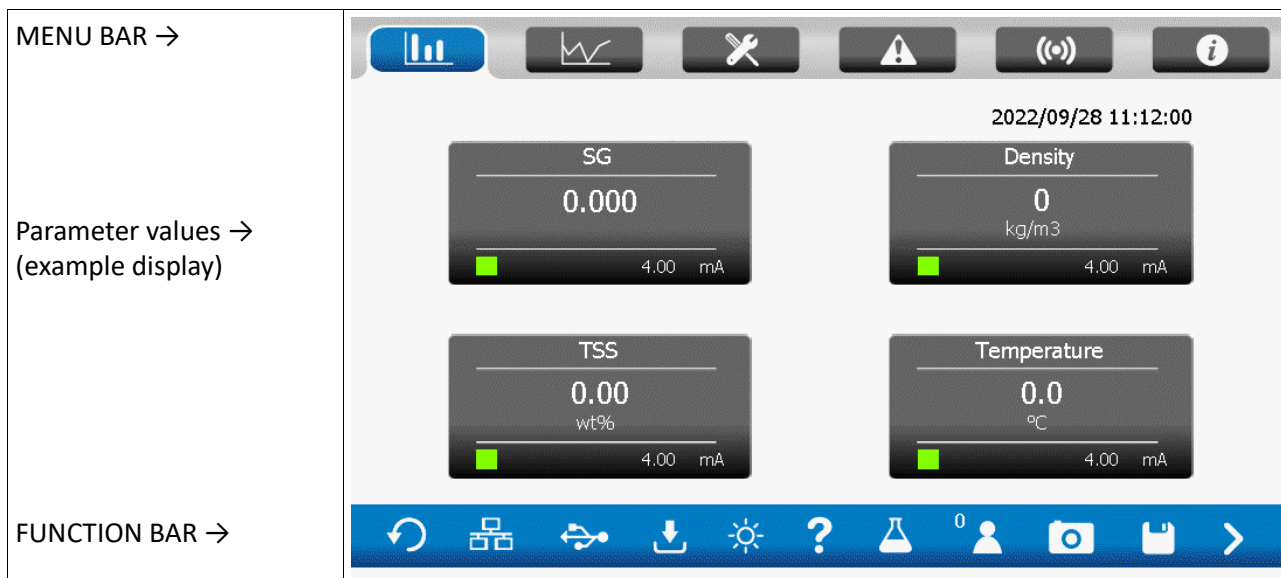 MENU BAR →
2022/09/28 11:12:00
SG
0.000
4.00 mA
Density
0
kg/m3
4.00 mA
Parameter values →
(example display)
TSS
0.00
wt%
4.00 mA
Temperature
0.0
ºC
4.00 mA
FUNCTION BAR →
?
0